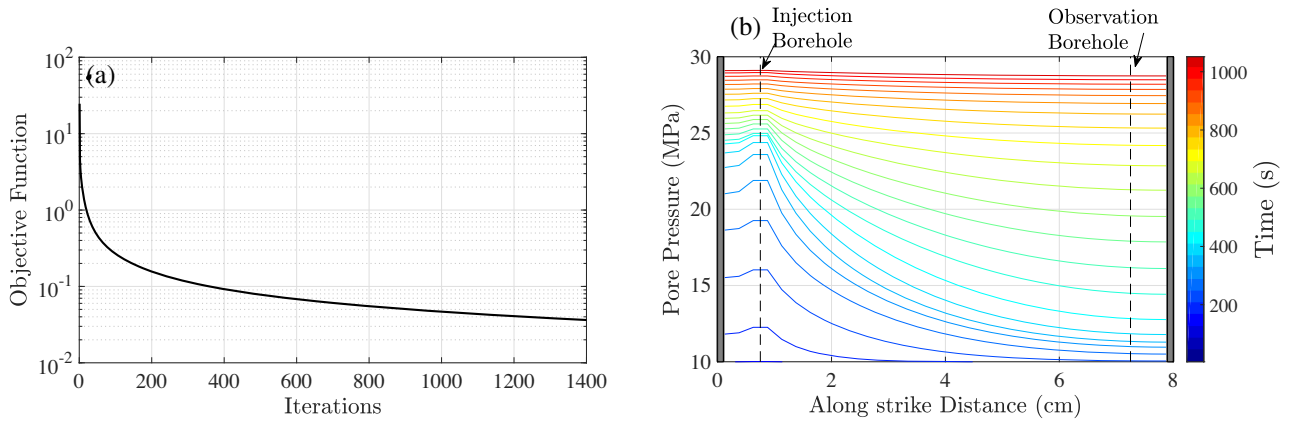 (a)
10^2
10^1
10^0
10^-1
10^-2
Objective Function
0 200 400 600 800 1000 1200 1400
Iterations
(b)
Injection
Borehole
Observation
Borehole
30
25
20
15
10
Pore Pressure (MPa)
0 2 4 6 8
Along strike Distance (cm)
1000
800
600
400
200
Time (s)